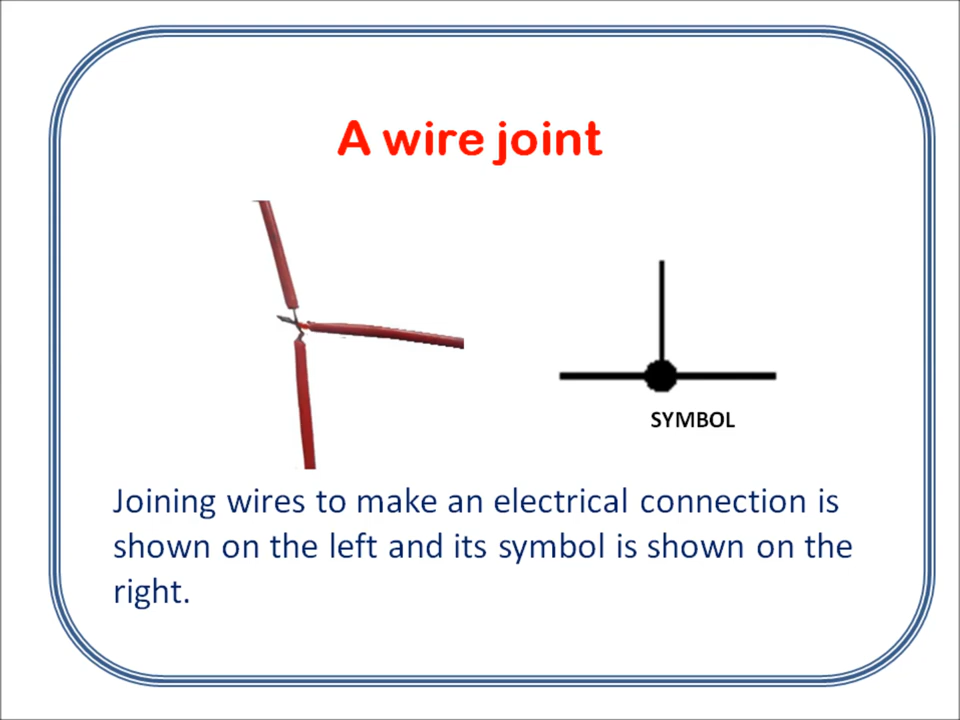 A wire joint
SYMBOL
Joining wires to make an electrical connection is
shown on the left and its symbol is shown on the
right.